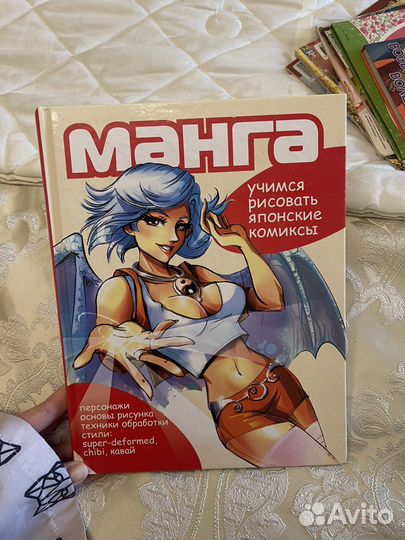 манга
учимся
рисовать
японские
комиксы
персонажи
основы рисунка
техники обработки
стили:
super-deformed,
chibi, кавай
Avito